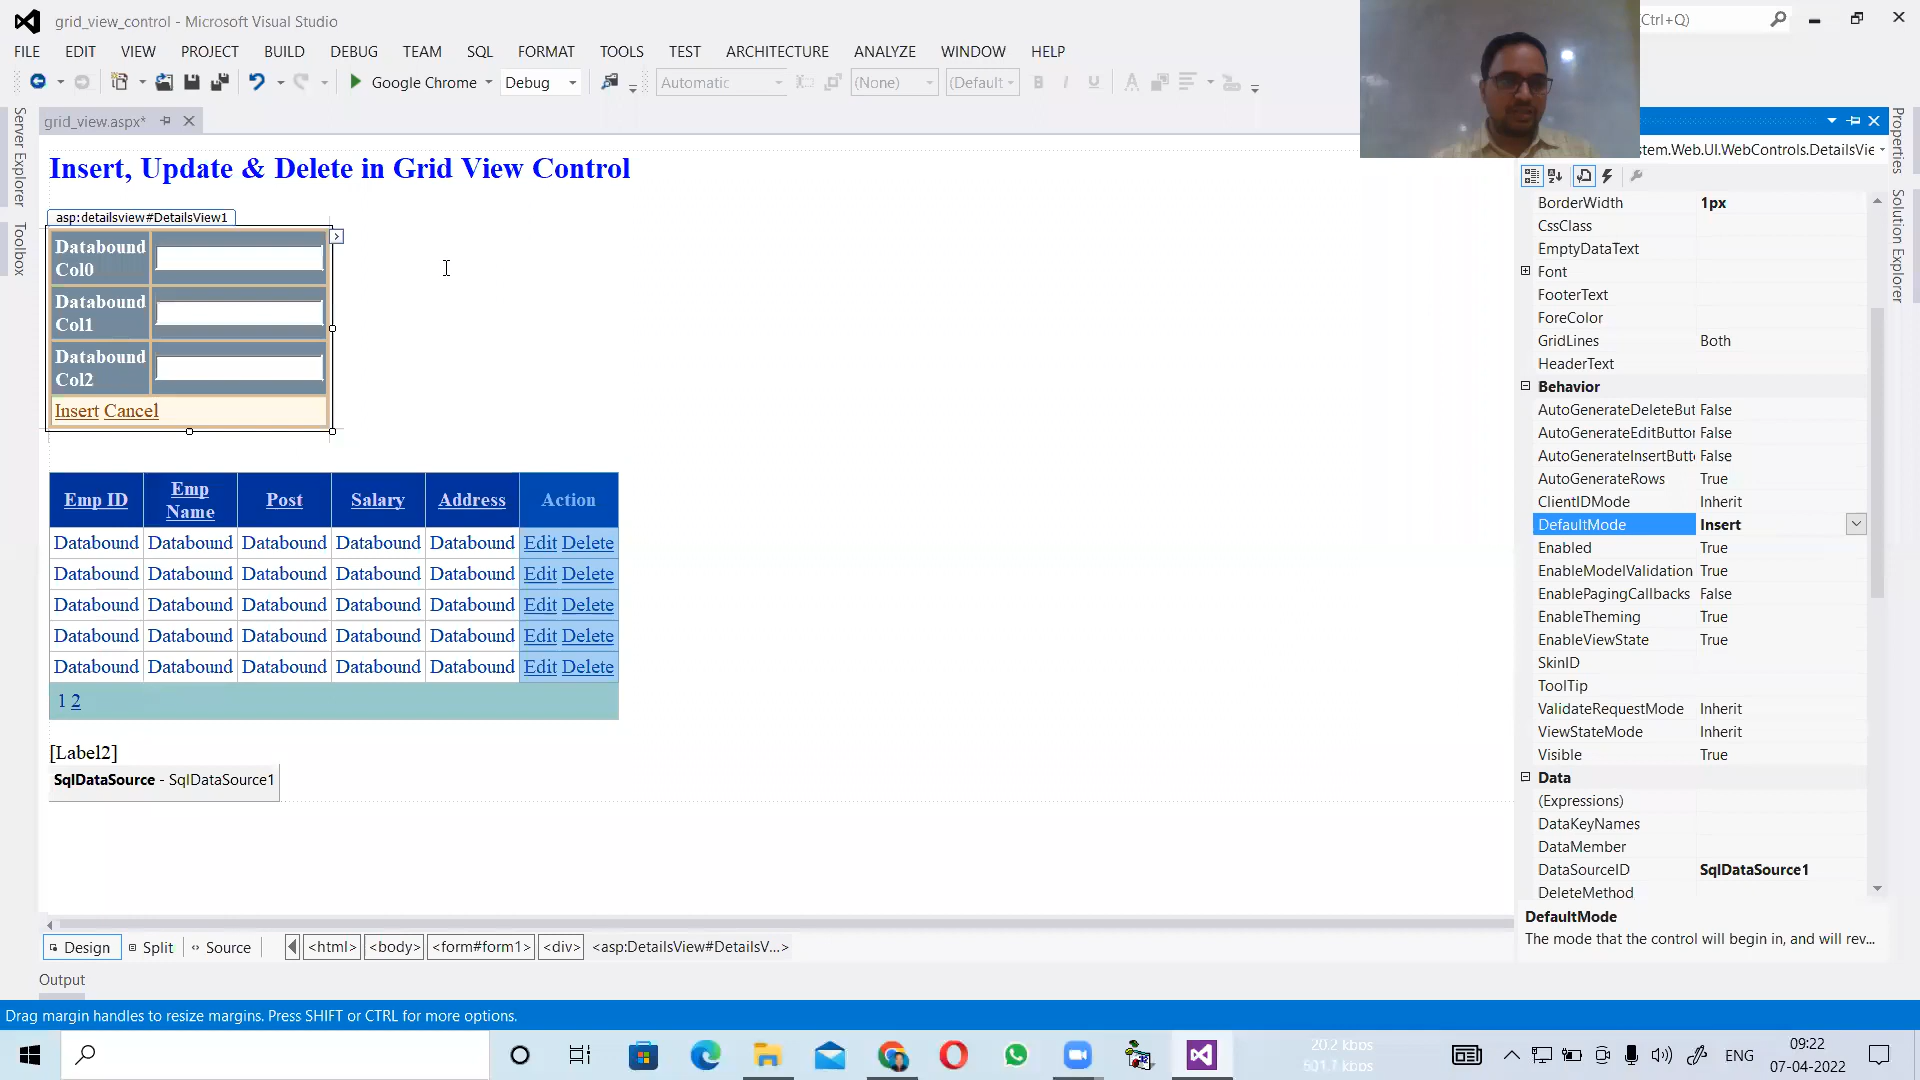 grid_view_control - Microsoft Visual Studio
Ctrl+Q)
FILE EDIT VIEW PROJECT BUILD DEBUG TEAM SQL FORMAT TOOLS TEST ARCHITECTURE ANALYZE WINDOW HELP
Google Chrome Debug Automatic (None) (Default B I U A
grid_view.aspx*
Server Explorer
Toolbox
Insert, Update & Delete in Grid View Control
asp:detailsview#DetailsView1
Databound Col0
Databound Col1
Databound Col2
Insert Cancel
Emp ID Emp Name Post Salary Address Action
Databound Databound Databound Databound Databound Edit Delete
Databound Databound Databound Databound Databound Edit Delete
Databound Databound Databound Databound Databound Edit Delete
Databound Databound Databound Databound Databound Edit Delete
Databound Databound Databound Databound Databound Edit Delete
1 2
[Label2]
SqlDataSource - SqlDataSource1
stem.Web.UI.WebControls.DetailsVie
BorderWidth 1px
CssClass
EmptyDataText
Font
FooterText
ForeColor
GridLines Both
HeaderText
Behavior
AutoGenerateDeleteBut False
AutoGenerateEditButtor False
AutoGenerateInsertButt False
AutoGenerateRows True
ClientIDMode Inherit
DefaultMode Insert
Enabled True
EnableModelValidation True
EnablePagingCallbacks False
EnableTheming True
EnableViewState True
SkinID
ToolTip
ValidateRequestMode Inherit
ViewStateMode Inherit
Visible True
Data
(Expressions)
DataKeyNames
DataMember
DataSourceID SqlDataSource1
DeleteMethod
DefaultMode
The mode that the control will begin in, and will rev...
Properties
Solution Explorer
Design Split Source <html> <body> <form#form1> <div> <asp:DetailsView#DetailsV...>
Output
Drag margin handles to resize margins. Press SHIFT or CTRL for more options.
20.2 kbps
501.7 kbps
ENG
09:22
07-04-2022